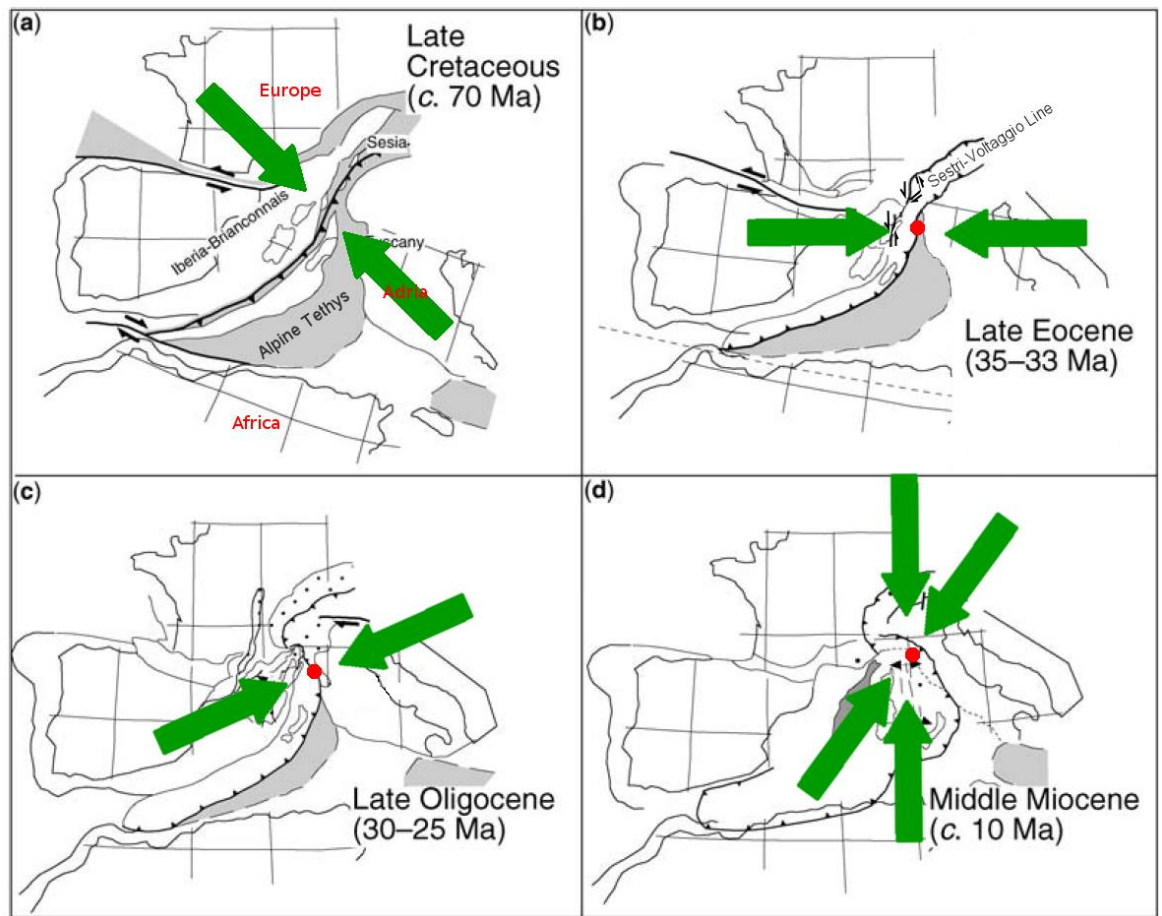 (a)
Late
Cretaceous
(c. 70 Ma)
Europe
Sesia
Iberia-Brianconnais
Tuscany
Adria
Alpine Tethys
Africa
(b)
Sestri-Voltaggio Line
Late Eocene
(35–33 Ma)
(c)
Late Oligocene
(30–25 Ma)
(d)
Middle Miocene
(c. 10 Ma)